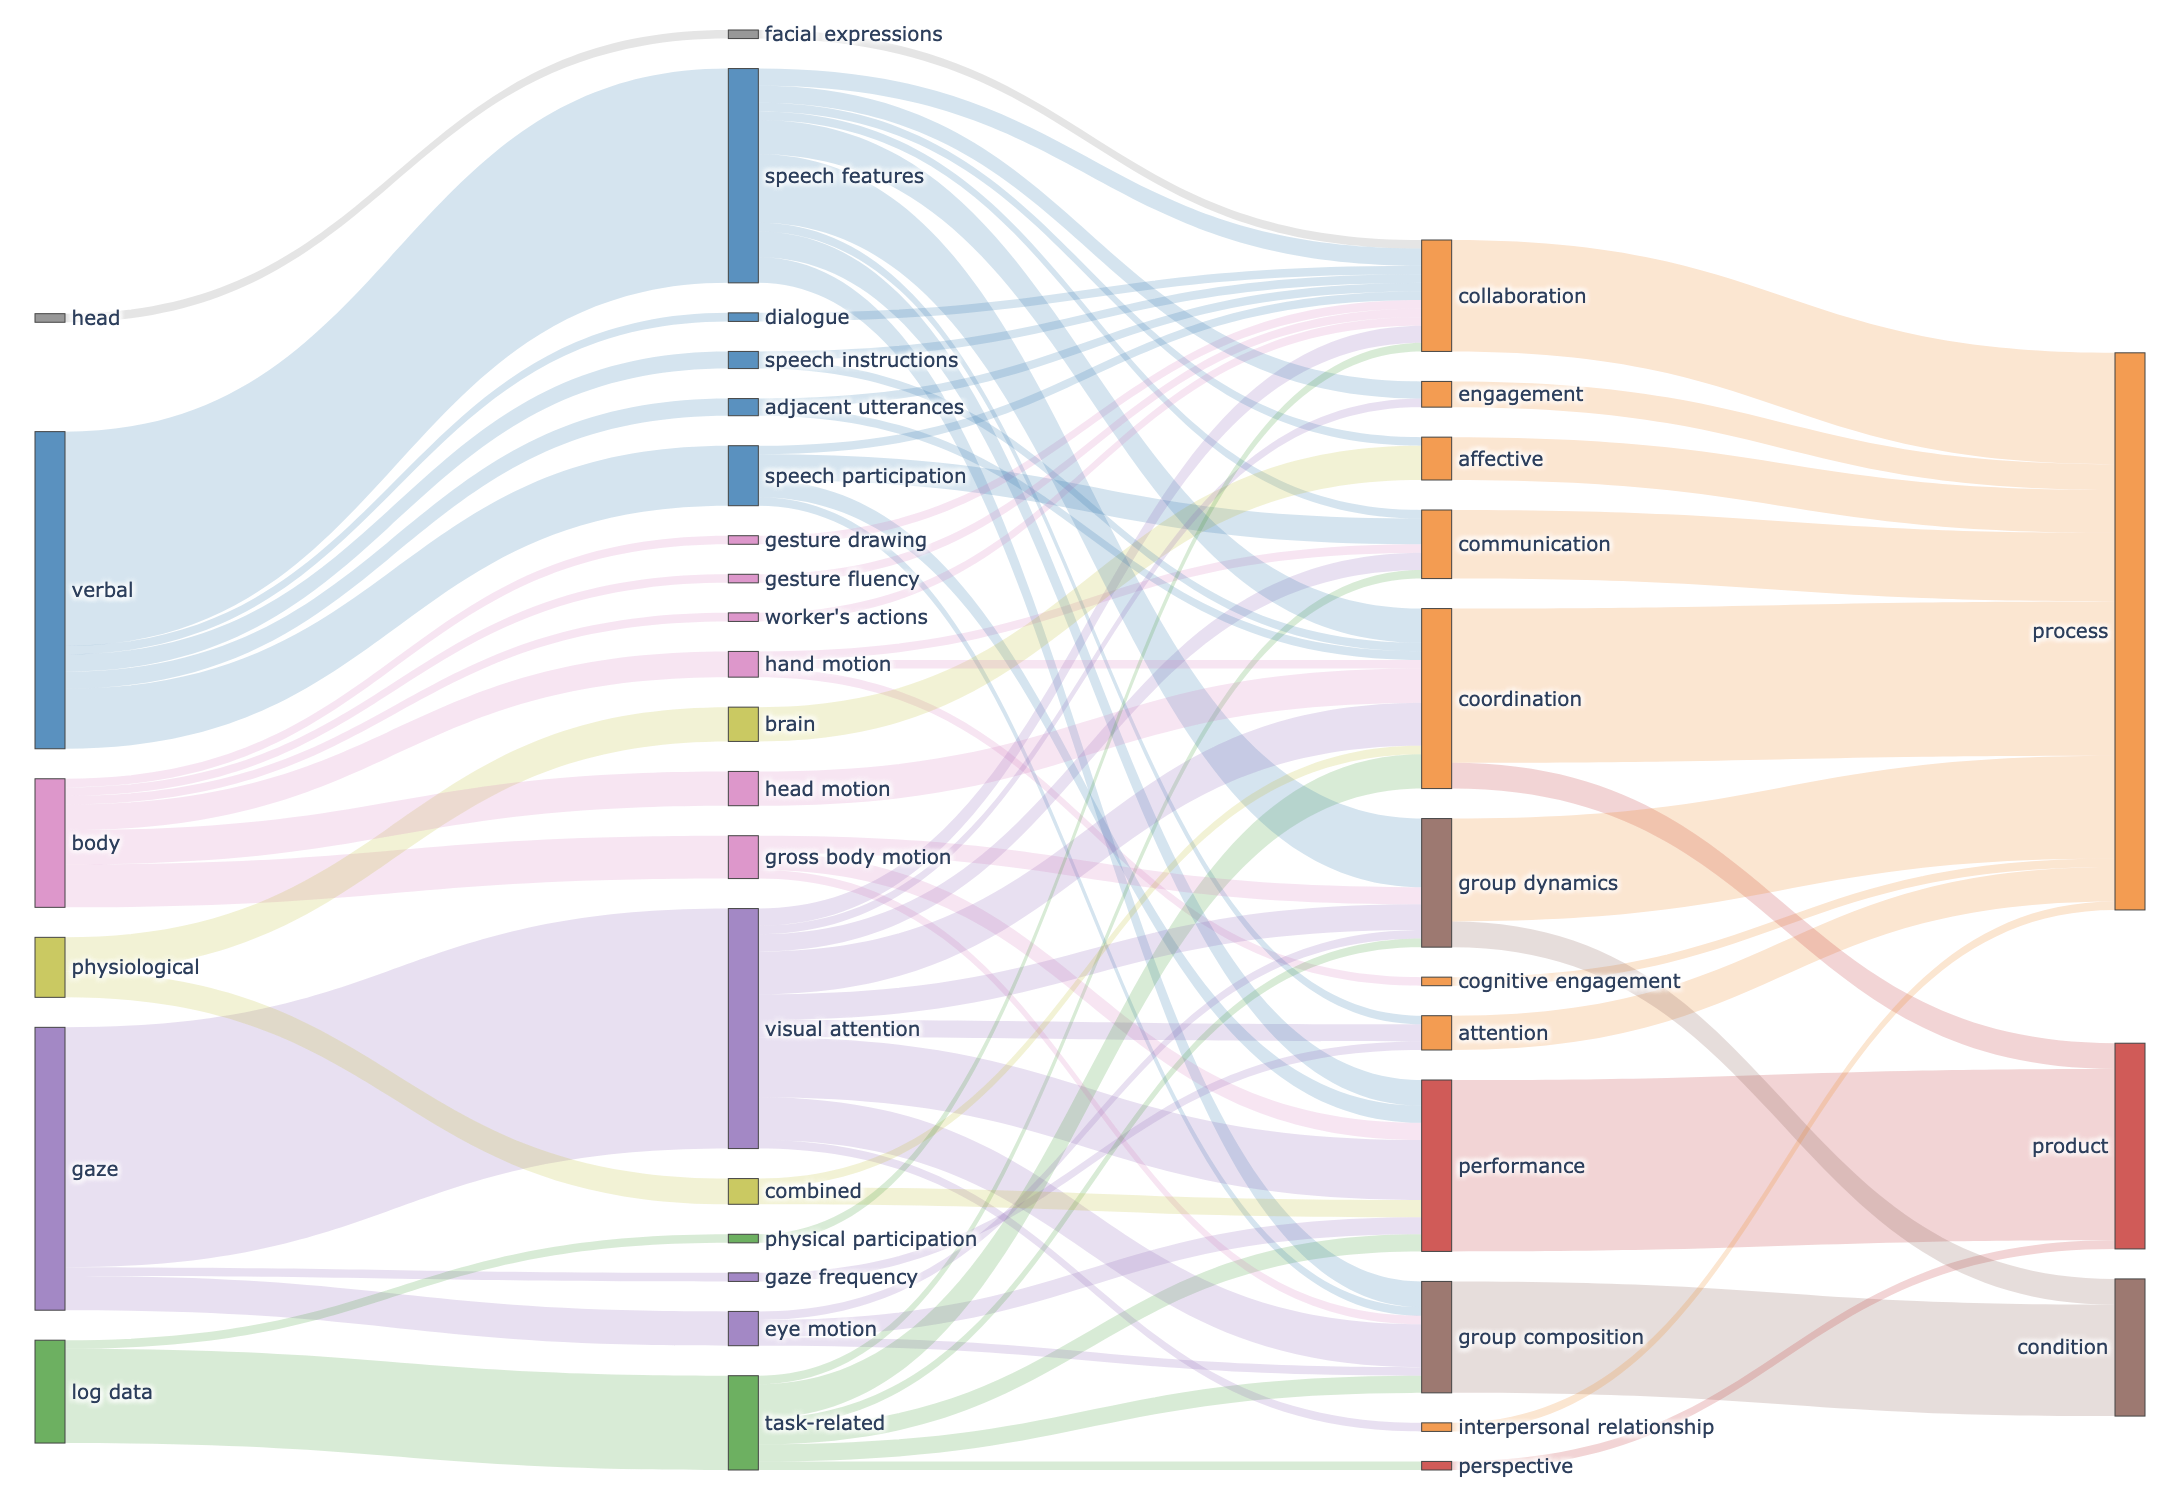 head
verbal
body
physiological
gaze
log data
facial expressions
speech features
dialogue
speech instructions
adjacent utterances
speech participation
gesture drawing
gesture fluency
worker's actions
hand motion
brain
head motion
gross body motion
visual attention
combined
physical participation
gaze frequency
eye motion
task-related
collaboration
engagement
affective
communication
coordination
group dynamics
cognitive engagement
attention
performance
group composition
interpersonal relationship
perspective
process
product
condition